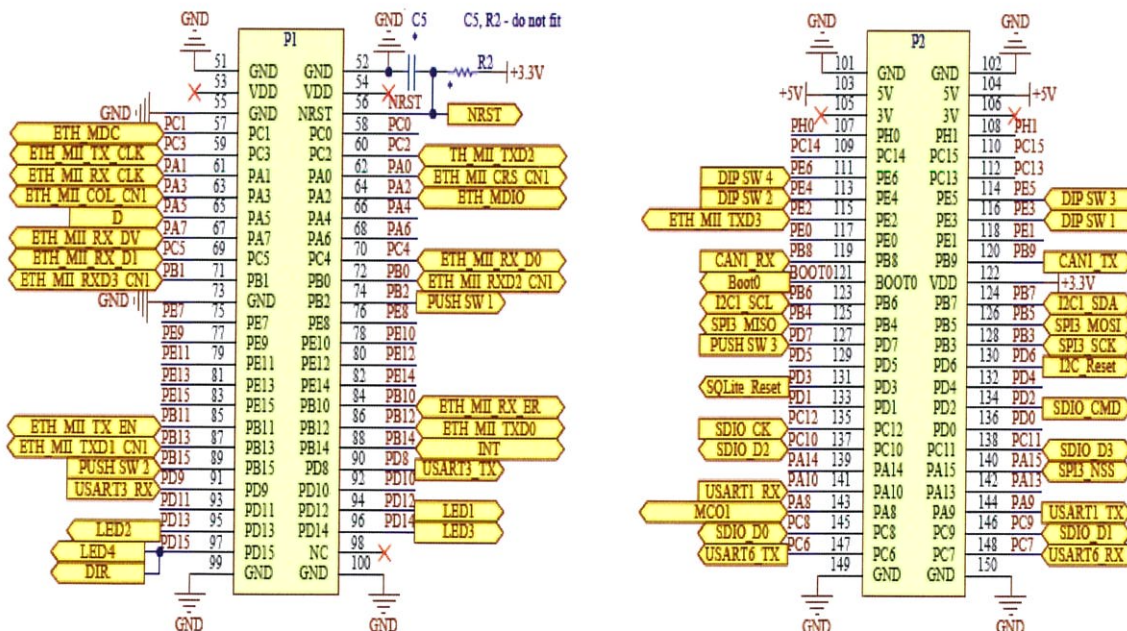 GND GND C5 C5, R2 - do not fit
P1
51 GND GND 52 R2 +3.3V
53 VDD VDD 54
GND 55 GND NRST 56 NRST NRST
ETH_MDC PC1 57 PC1 PC0 58 PC0
ETH_MII_TX_CLK PC3 59 PC3 PC2 60 PC2 TH_MII_TXD2
ETH_MII_RX_CLK PA1 61 PA1 PA0 62 PA0 ETH_MII_CRS_CN1
ETH_MII_COL_CN1 PA3 63 PA3 PA2 64 PA2 ETH_MDIO
D PA5 65 PA5 PA4 66 PA4
ETH_MII_RX_DV PA7 67 PA7 PA6 68 PA6
ETH_MII_RX_D1 PC5 69 PC5 PC4 70 PC4 ETH_MII_RX_D0
ETH_MII_RXD3_CN1 PB1 71 PB1 PB0 72 PB0 ETH_MII_RXD2_CN1
GND 73 GND PB2 74 PB2 PUSH SW 1
PE7 75 PE7 PE8 76 PE8
PE9 77 PE9 PE10 78 PE10
PE11 79 PE11 PE12 80 PE12
PE13 81 PE13 PE14 82 PE14
PE15 83 PE15 PB10 84 PB10 ETH_MII_RX_ER
ETH_MII_TX_EN PB11 85 PB11 PB12 86 PB12 ETH_MII_TXD0
ETH_MII_TXD1_CN1 PB13 87 PB13 PB14 88 PB14 INT
PUSH SW 2 PB15 89 PB15 PD8 90 PD8 USART3_TX
USART3_RX PD9 91 PD9 PD10 92 PD10
PD11 93 PD11 PD12 94 PD12 LED1
LED2 PD13 95 PD13 PD14 96 PD14 LED3
LED4 PD15 97 PD15 NC 98
DIR 99 GND GND 100
GND GND
GND GND
P2
101 GND GND 102
+5V 103 5V 5V 104 +5V
105 3V 3V 106
PH0 107 PH0 PH1 108 PH1
PC14 109 PC14 PC15 110 PC15
DIP SW 4 PE6 111 PE6 PC13 112 PC13
DIP SW 2 PE4 113 PE4 PE5 114 PE5 DIP SW 3
ETH_MII_TXD3 PE2 115 PE2 PE3 116 PE3 DIP SW 1
PE0 117 PE0 PE1 118 PE1
CAN1_RX PB8 119 PB8 PB9 120 PB9 CAN1_TX
Boot0 BOOT0 121 BOOT0 VDD 122 +3.3V
I2C1_SCL PB6 123 PB6 PB7 124 PB7 I2C1_SDA
SPI3_MISO PB4 125 PB4 PB5 126 PB5 SPI3_MOSI
PUSH SW 3 PD7 127 PD7 PB3 128 PB3 SPI3_SCK
PD5 129 PD5 PD6 130 PD6 I2C_Reset
SQLite_Reset PD3 131 PD3 PD4 132 PD4
PD1 133 PD1 PD2 134 PD2 SDIO_CMD
SDIO_CK PC12 135 PC12 PD0 136 PD0
SDIO_D2 PC10 137 PC10 PC11 138 PC11 SDIO_D3
PA14 139 PA14 PA15 140 PA15 SPI3_NSS
USART1_RX PA10 141 PA10 PA13 142 PA13
MCO1 PA8 143 PA8 PA9 144 PA9 USART1_TX
SDIO_D0 PC8 145 PC8 PC9 146 PC9 SDIO_D1
USART6_TX PC6 147 PC6 PC7 148 PC7 USART6_RX
149 GND GND 150
GND GND